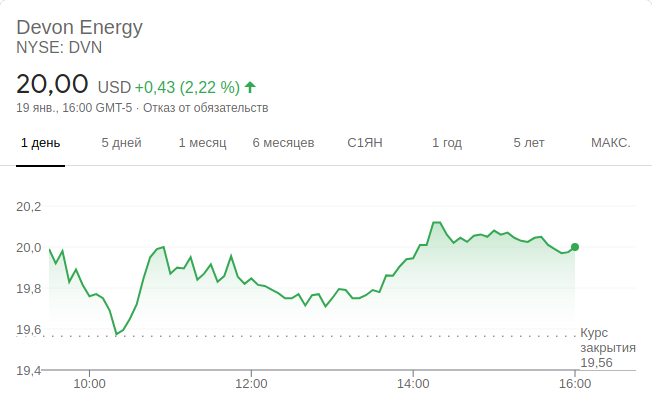 Devon Energy
NYSE: DVN
20,00 USD +0,43 (2,22 %)
19 янв., 16:00 GMT-5 · Отказ от обязательств
1 день 5 дней 1 месяц 6 месяцев С1ЯН 1 год 5 лет МАКС.
20,2
20,0
19,8
19,6
Курс
закрытия
19,56
19,4
10:00 12:00 14:00 16:00